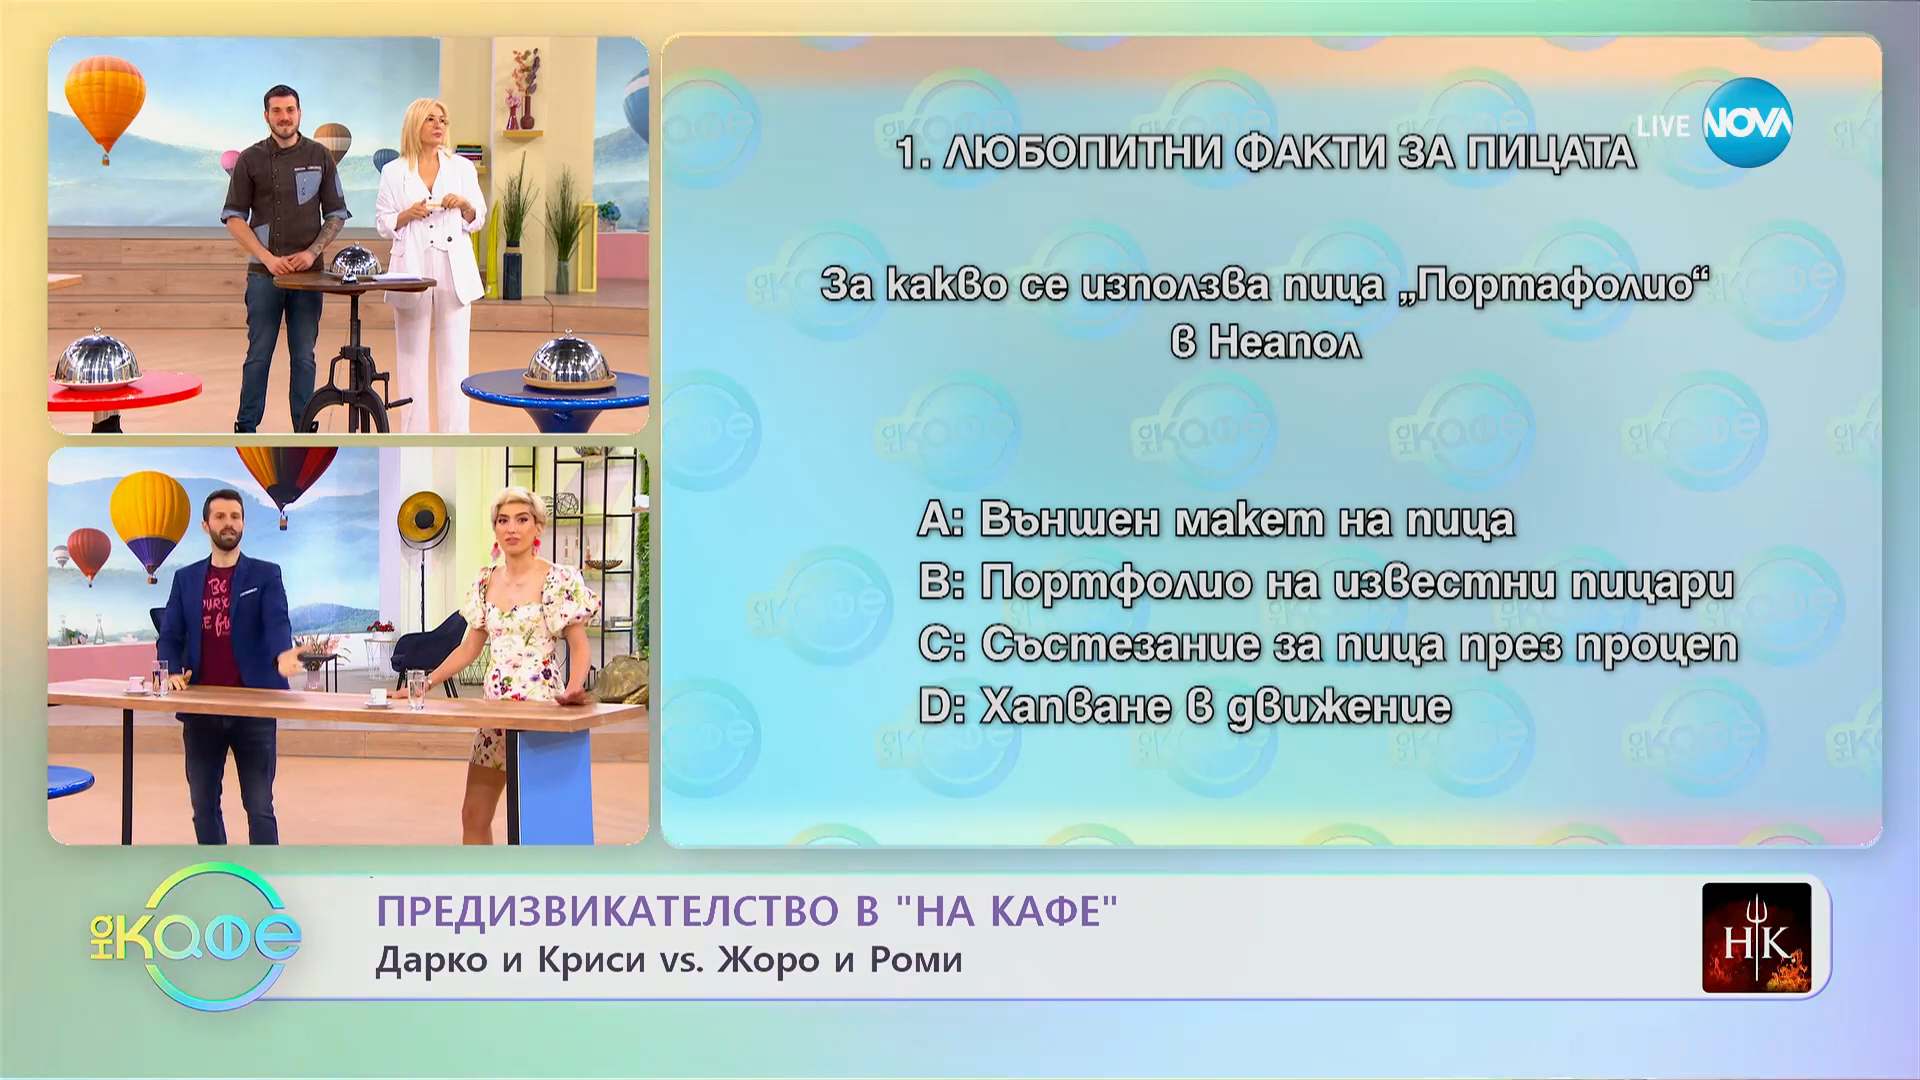 LIVE NOVA
1. ЛЮБОПИТНИ ФАКТИ ЗА ПИЦАТА
За какво се използва пица „Портафолио“
в Неапол
A: Външен макет на пица
B: Портфолио на известни пицари
C: Състезание за пица през процеп
D: Хапване в движение
на кафе
ПРЕДИЗВИКАТЕЛСТВО В "НА КАФЕ"
Дарко и Криси vs. Жоро и Роми
НК